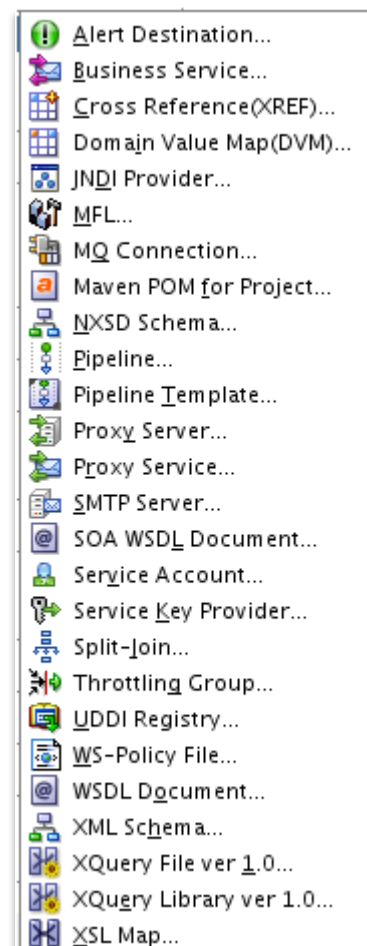 Alert Destination...
Business Service...
Cross Reference(XREF)...
Domain Value Map(DVM)...
JNDI Provider...
MFL...
MQ Connection...
Maven POM for Project...
NXSD Schema...
Pipeline...
Pipeline Template...
Proxy Server...
Proxy Service...
SMTP Server...
SOA WSDL Document...
Service Account...
Service Key Provider...
Split-Join...
Throttling Group...
UDDI Registry...
WS-Policy File...
WSDL Document...
XML Schema...
XQuery File ver 1.0...
XQuery Library ver 1.0...
XSL Map...